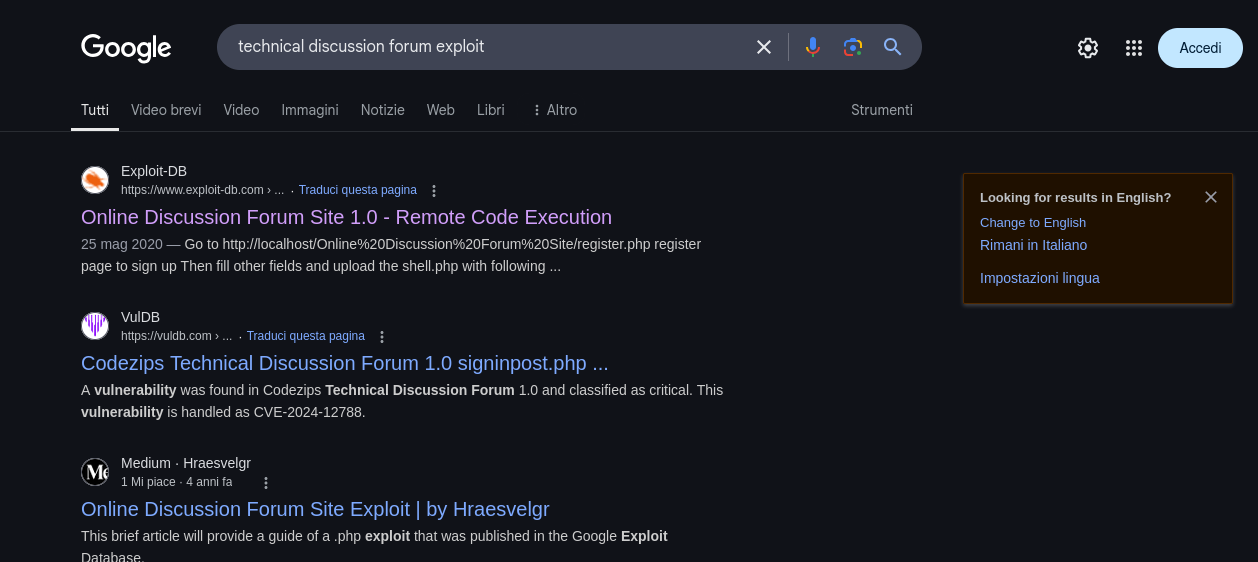 Google
technical discussion forum exploit
Accedi
Tutti Video brevi Video Immagini Notizie Web Libri Altro Strumenti
Exploit-DB
https://www.exploit-db.com › ... · Traduci questa pagina
Online Discussion Forum Site 1.0 - Remote Code Execution
25 mag 2020 — Go to http://localhost/Online%20Discussion%20Forum%20Site/register.php register
page to sign up Then fill other fields and upload the shell.php with following ...
VulDB
https://vuldb.com › ... · Traduci questa pagina
Codezips Technical Discussion Forum 1.0 signinpost.php ...
A vulnerability was found in Codezips Technical Discussion Forum 1.0 and classified as critical. This
vulnerability is handled as CVE-2024-12788.
Medium · Hraesvelgr
1 Mi piace · 4 anni fa
Online Discussion Forum Site Exploit | by Hraesvelgr
This brief article will provide a guide of a .php exploit that was published in the Google Exploit
Database.
Looking for results in English?
Change to English
Rimani in Italiano
Impostazioni lingua